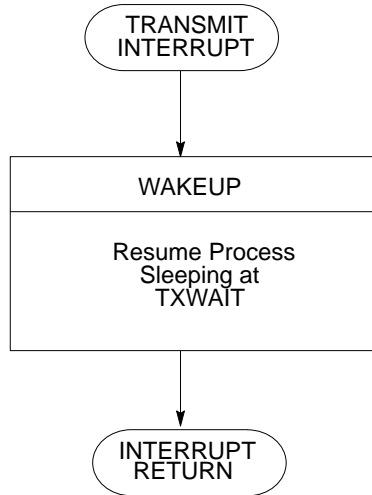 TRANSMIT
INTERRUPT
WAKEUP
Resume Process
Sleeping at
TXWAIT
INTERRUPT
RETURN